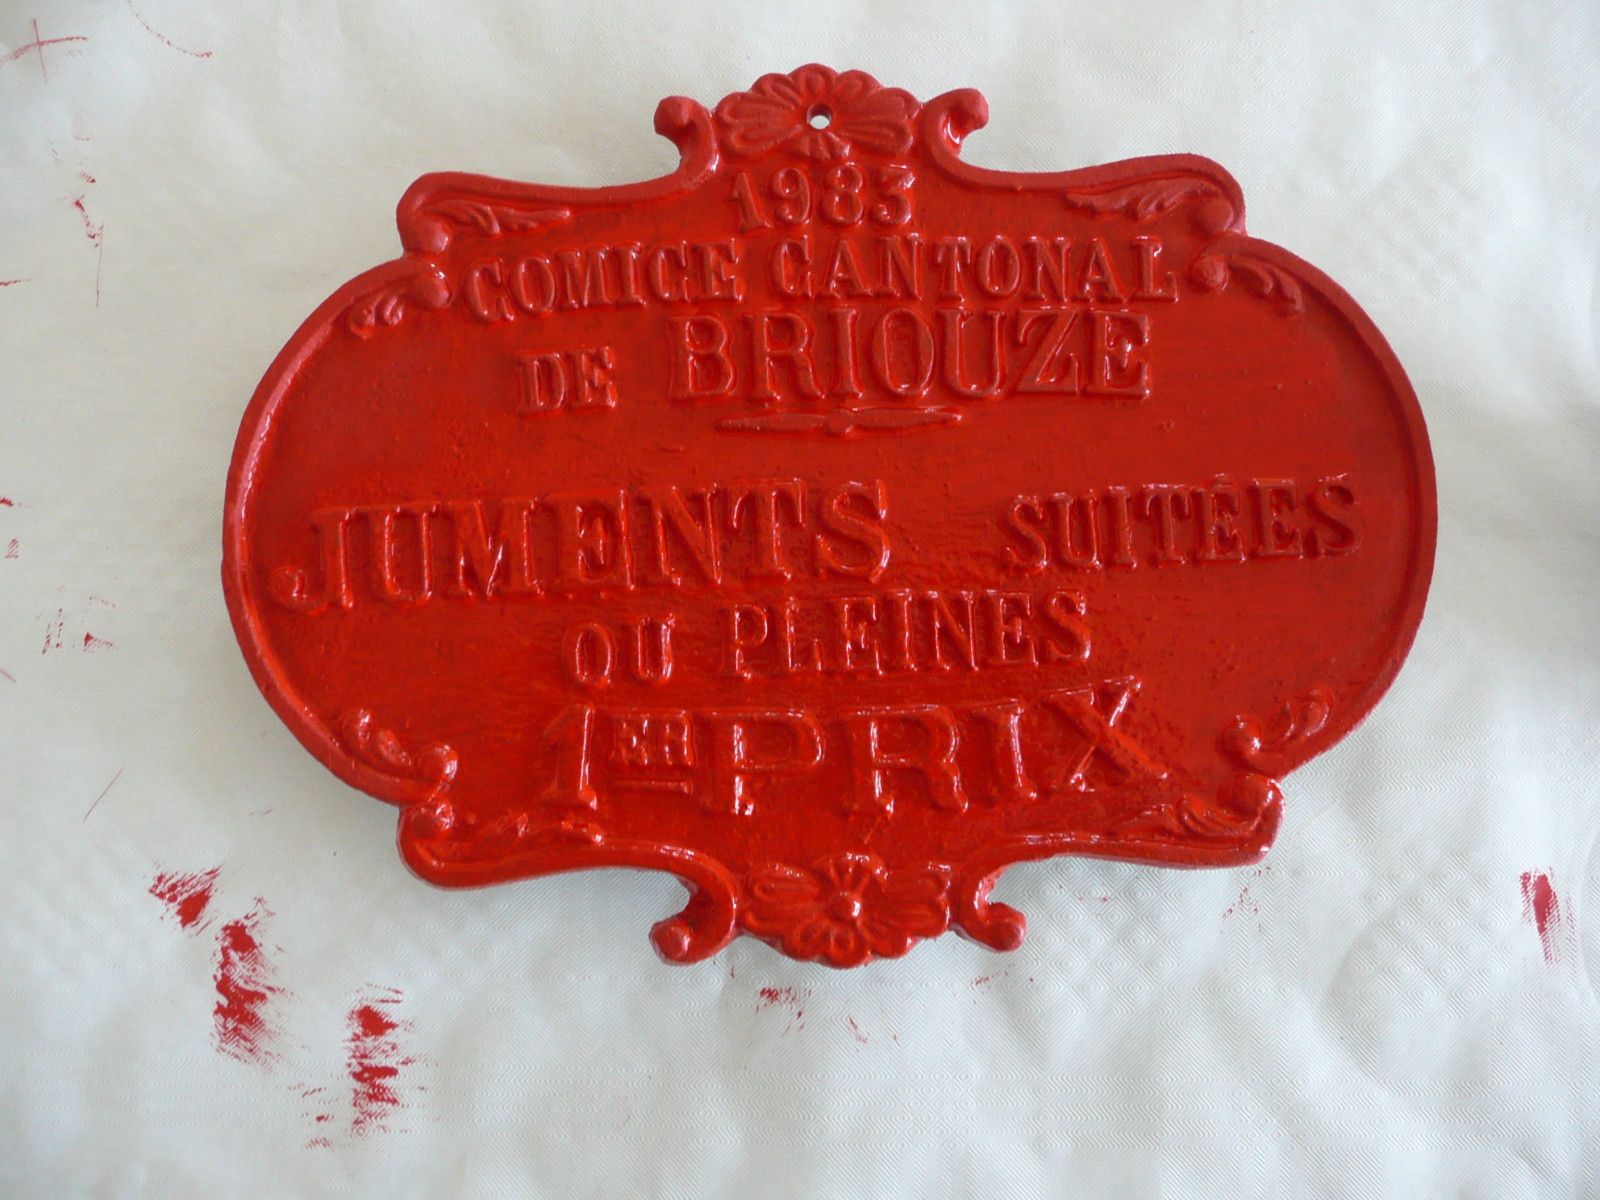 1983
COMICE CANTONAL
DE BRIOUZE
JUMENTS SUITÉES
OU PLEINES
1ER PRIX